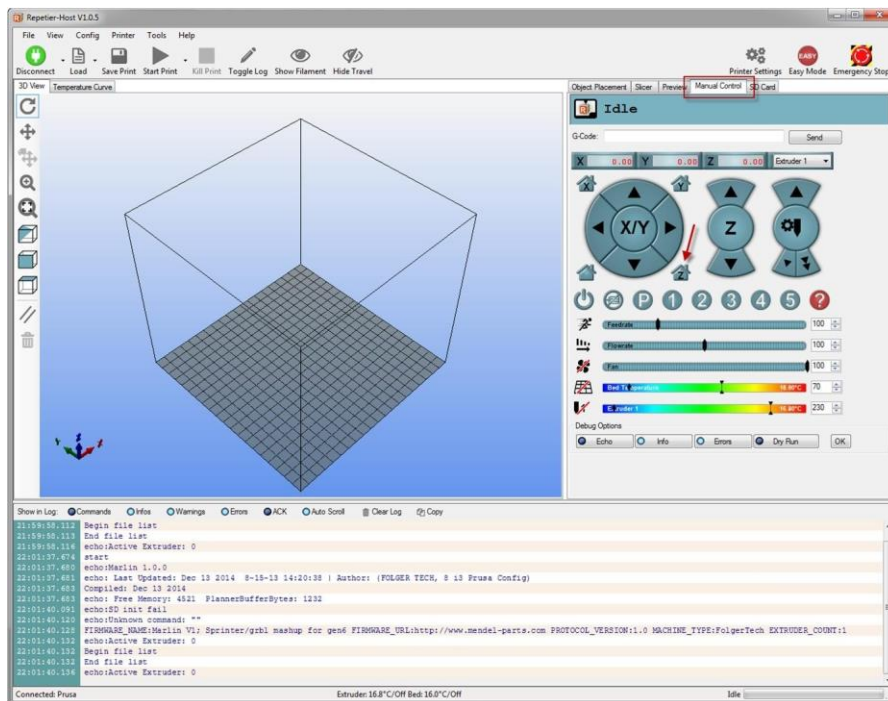 Repetier-Host V1.0.5
File View Config Printer Tools Help
Disconnect Load Save Print Start Print Kill Print Toggle Log Show Filament Hide Travel Printer Settings Easy Mode Emergency Stop
EASY
3D View Temperature Curve
Object Placement Slicer Preview Manual Control SD Card
Idle
G-Code: Send
X 0.00 Y 0.00 Z 0.00 Extruder 1
X Y
X/Y Z
Z
P 1 2 3 4 5 ?
Feedrate 100
Flowrate 100
Fan 100
Bed Temperature 16.00°C 70
Extruder 1 16.80°C 230
Debug Options
Echo Info Errors Dry Run OK
Show in Log: Commands Infos Warnings Errors ACK Auto Scroll Clear Log Copy
21:59:58.112 Begin file list
21:59:58.113 End file list
21:59:58.116 echo:Active Extruder: 0
22:01:37.674 start
22:01:37.680 echo:Marlin 1.0.0
22:01:37.681 echo: Last Updated: Dec 13 2014 8-15-13 14:20:38 | Author: (FOLGER TECH, 8 i3 Prusa Config)
22:01:37.683 Compiled: Dec 13 2014
22:01:37.683 echo: Free Memory: 4521 PlannerBufferBytes: 1232
22:01:40.091 echo:SD init fail
22:01:40.120 echo:Unknown command: ""
22:01:40.128 FIRMWARE_NAME:Marlin V1; Sprinter/grbl mashup for gen6 FIRMWARE_URL:http://www.mendel-parts.com PROTOCOL_VERSION:1.0 MACHINE_TYPE:FolgerTech EXTRUDER_COUNT:1
22:01:40.132 echo:Active Extruder: 0
22:01:40.132 Begin file list
22:01:40.132 End file list
22:01:40.136 echo:Active Extruder: 0
Connected: Prusa Extruder: 16.8°C/Off Bed: 16.0°C/Off Idle